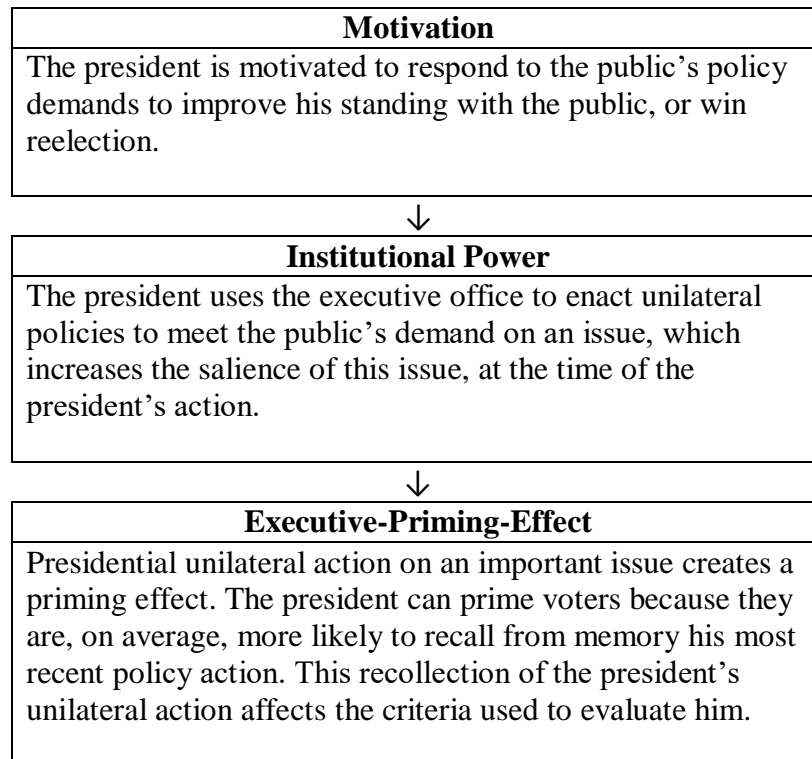 Motivation
The president is motivated to respond to the public’s policy
demands to improve his standing with the public, or win
reelection.
↓
Institutional Power
The president uses the executive office to enact unilateral
policies to meet the public’s demand on an issue, which
increases the salience of this issue, at the time of the
president’s action.
↓
Executive-Priming-Effect
Presidential unilateral action on an important issue creates a
priming effect. The president can prime voters because they
are, on average, more likely to recall from memory his most
recent policy action. This recollection of the president’s
unilateral action affects the criteria used to evaluate him.